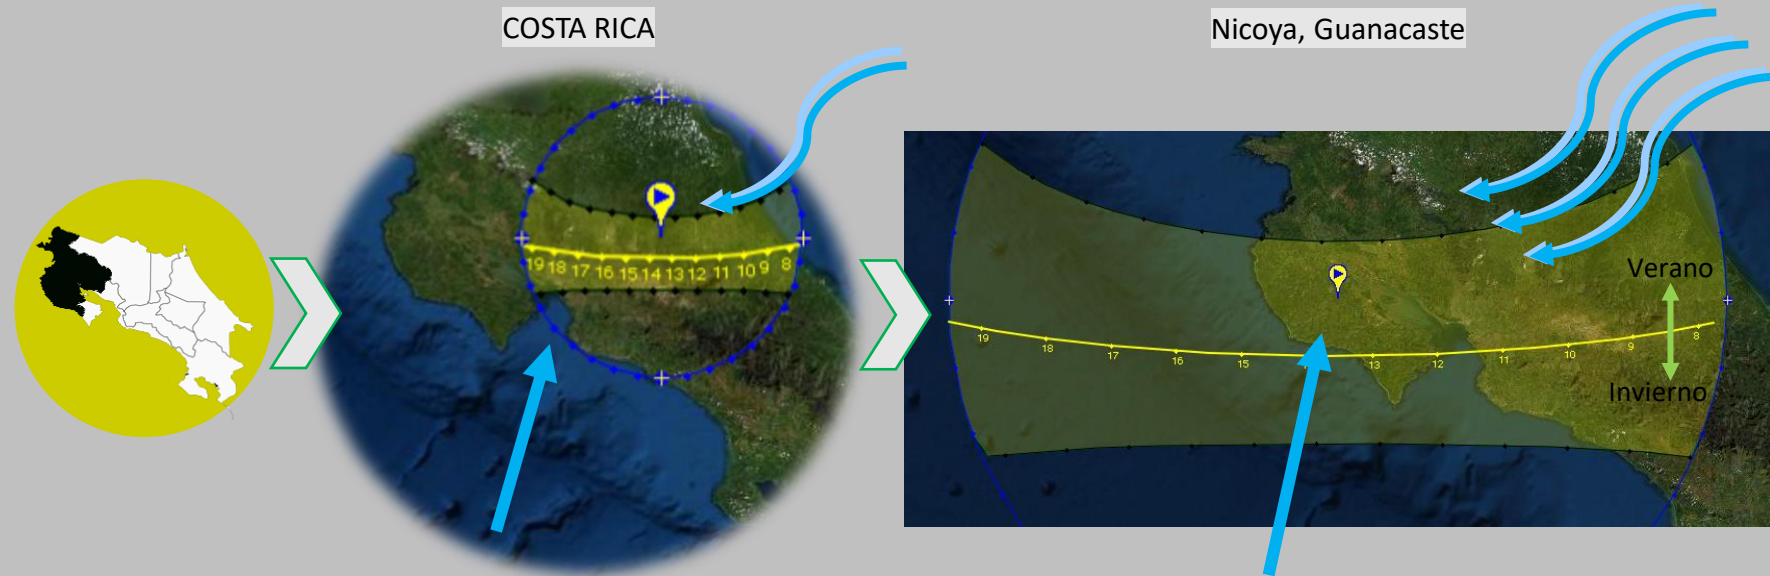 COSTA RICA
Nicoya, Guanacaste
19 18 17 16 15 14 13 12 11 10 9 8
Verano
19 18 17 16 15 13 12 11 10 9 8
Invierno